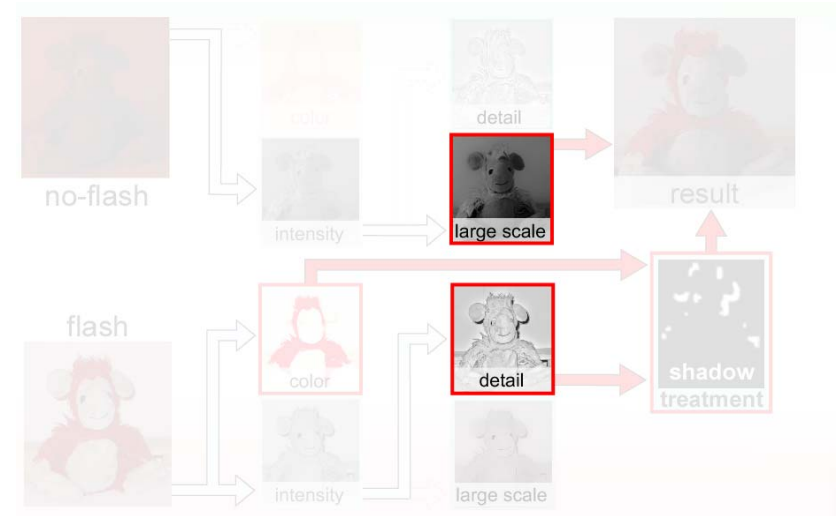 color
detail
no-flash
intensity
large scale
result
flash
color
detail
shadow
treatment
intensity
large scale